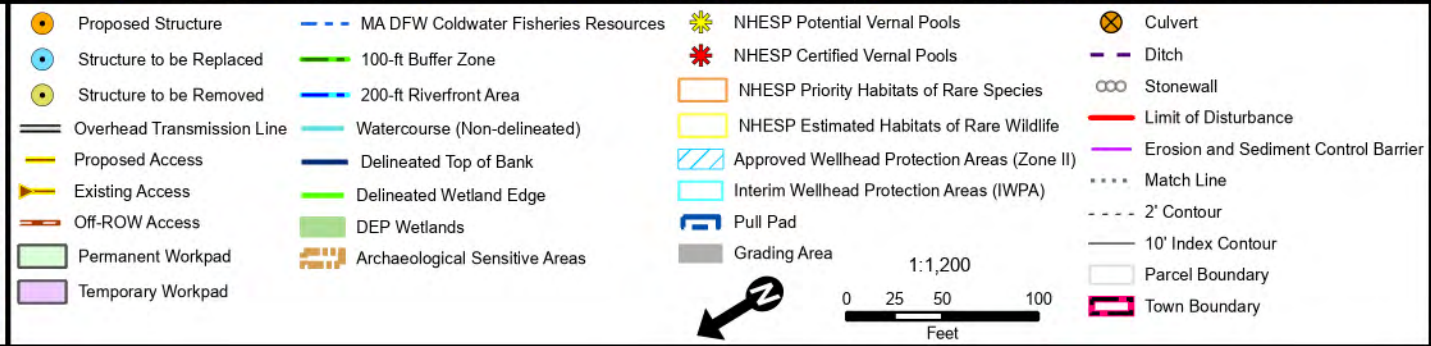 Proposed Structure
Structure to be Replaced
Structure to be Removed
Overhead Transmission Line
Proposed Access
Existing Access
Off-ROW Access
Permanent Workpad
Temporary Workpad
MA DFW Coldwater Fisheries Resources
100-ft Buffer Zone
200-ft Riverfront Area
Watercourse (Non-delineated)
Delineated Top of Bank
Delineated Wetland Edge
DEP Wetlands
Archaeological Sensitive Areas
NHESP Potential Vernal Pools
NHESP Certified Vernal Pools
NHESP Priority Habitats of Rare Species
NHESP Estimated Habitats of Rare Wildlife
Approved Wellhead Protection Areas (Zone II)
Interim Wellhead Protection Areas (IWPA)
Pull Pad
Grading Area
N
1:1,200
0 25 50 100
Feet
Culvert
Ditch
Stonewall
Limit of Disturbance
Erosion and Sediment Control Barrier
Match Line
2' Contour
10' Index Contour
Parcel Boundary
Town Boundary